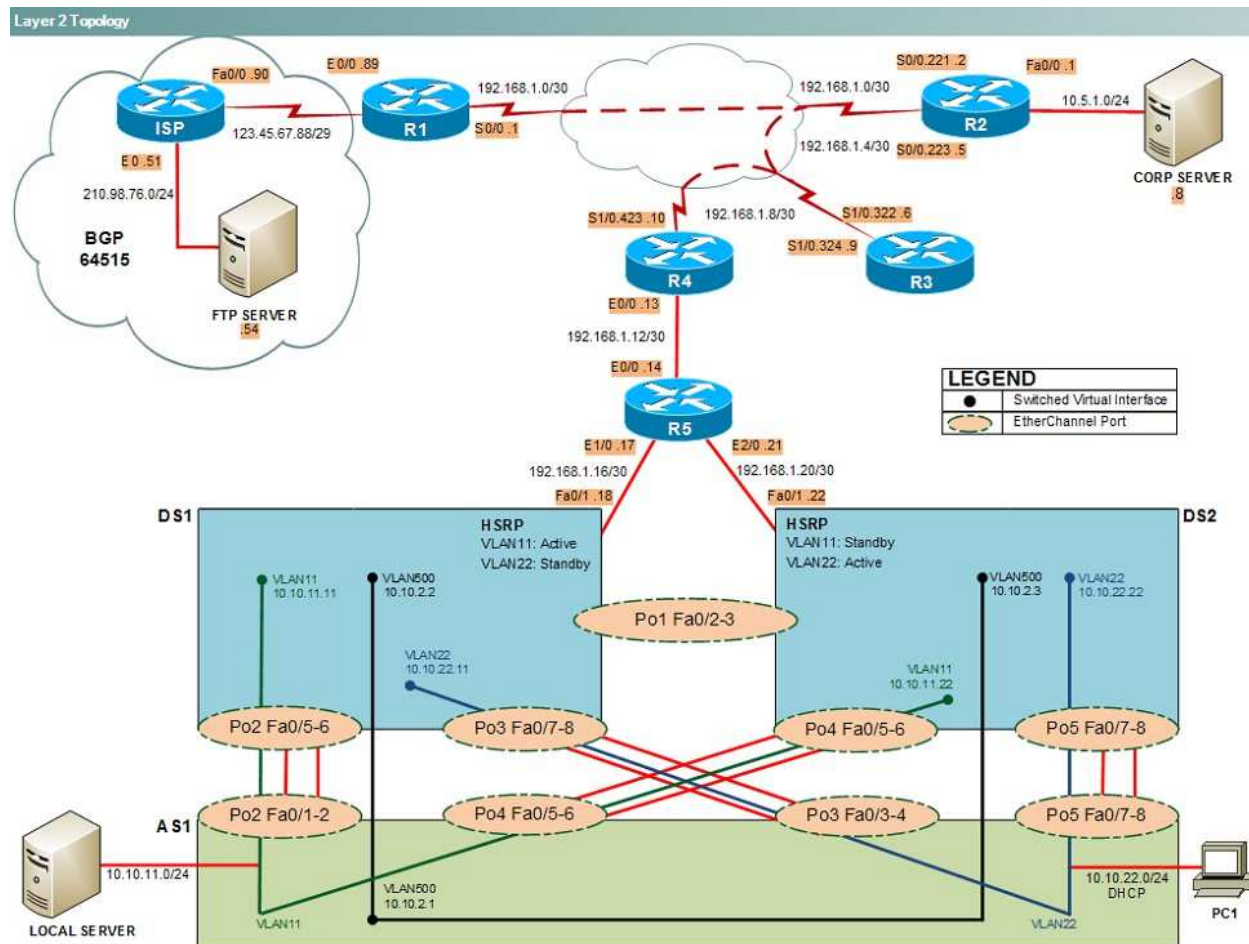 Layer 2 Topology
Fa0/0 .90
E0/0 .89
192.168.1.0/30
S0/0.221 .2
Fa0/0 .1
192.168.1.0/30
10.5.1.0/24
ISP
R1
R2
123.45.67.88/29
S0/0 .1
192.168.1.4/30
S0/0.223 .5
E0 .51
CORP SERVER
.8
210.98.76.0/24
S1/0.423 .10
192.168.1.8/30
S1/0.322 .6
BGP
64515
S1/0.324 .9
R4
R3
E0/0 .13
FTP SERVER
.54
192.168.1.12/30
E0/0 .14
LEGEND
Switched Virtual Interface
EtherChannel Port
R5
E1/0 .17
E2/0 .21
192.168.1.16/30
192.168.1.20/30
Fa0/1 .18
Fa0/1 .22
DS1
HSRP
VLAN11: Active
VLAN22: Standby
HSRP
VLAN11: Standby
VLAN22: Active
DS2
VLAN11
10.10.11.11
VLAN500
10.10.2.2
VLAN500
10.10.2.3
VLAN22
10.10.22.22
Po1 Fa0/2-3
VLAN22
10.10.22.11
VLAN11
10.10.11.22
Po2 Fa0/5-6
Po3 Fa0/7-8
Po4 Fa0/5-6
Po5 Fa0/7-8
AS1
Po2 Fa0/1-2
Po4 Fa0/5-6
Po3 Fa0/3-4
Po5 Fa0/7-8
10.10.11.0/24
VLAN500
10.10.2.1
10.10.22.0/24
DHCP
PC1
LOCAL SERVER
VLAN11
VLAN22